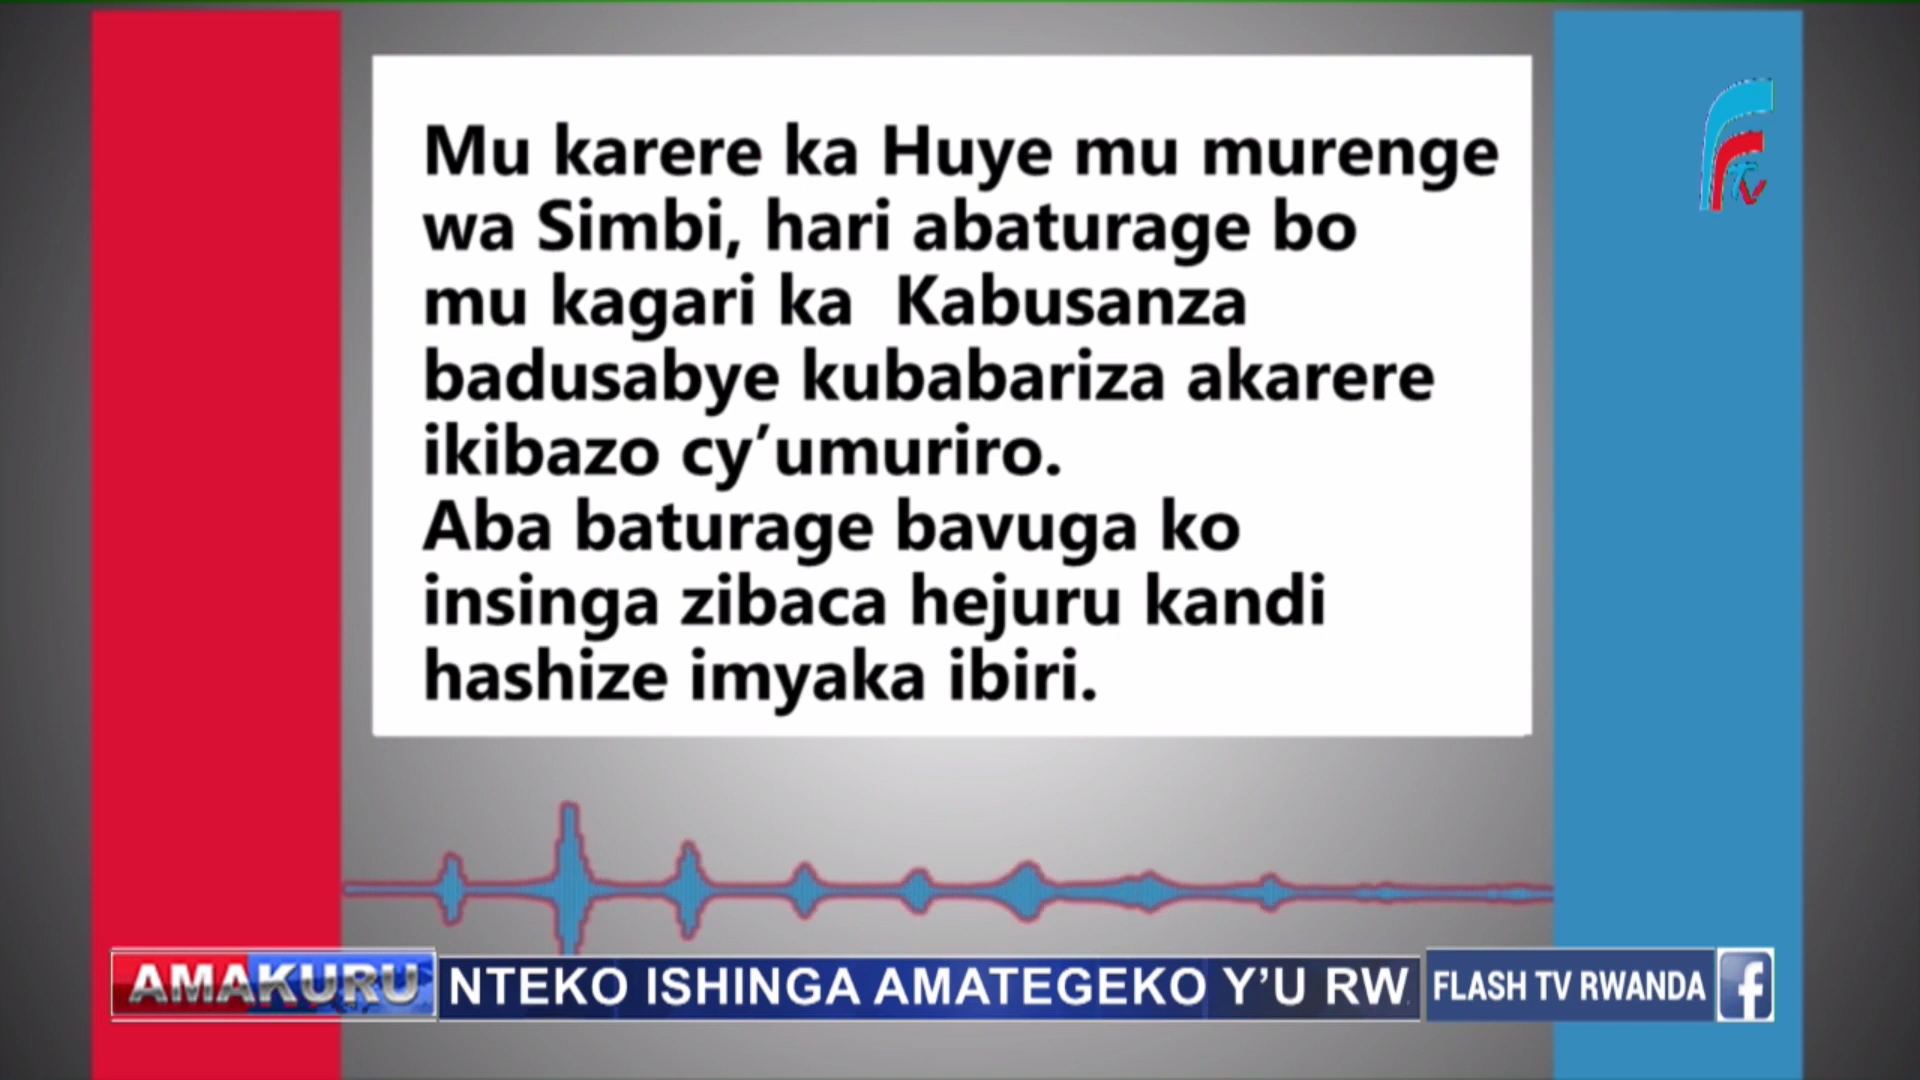 Mu karere ka Huye mu murenge
wa Simbi, hari abaturage bo
mu kagari ka Kabusanza
badusabye kubabariza akarere
ikibazo cy'umuriro.
Aba baturage bavuga ko
insinga zibaca hejuru kandi
hashize imyaka ibiri.
TV
AMAKURU
NTEKO ISHINGA AMATEGEKO Y'U RW
FLASH TV RWANDA